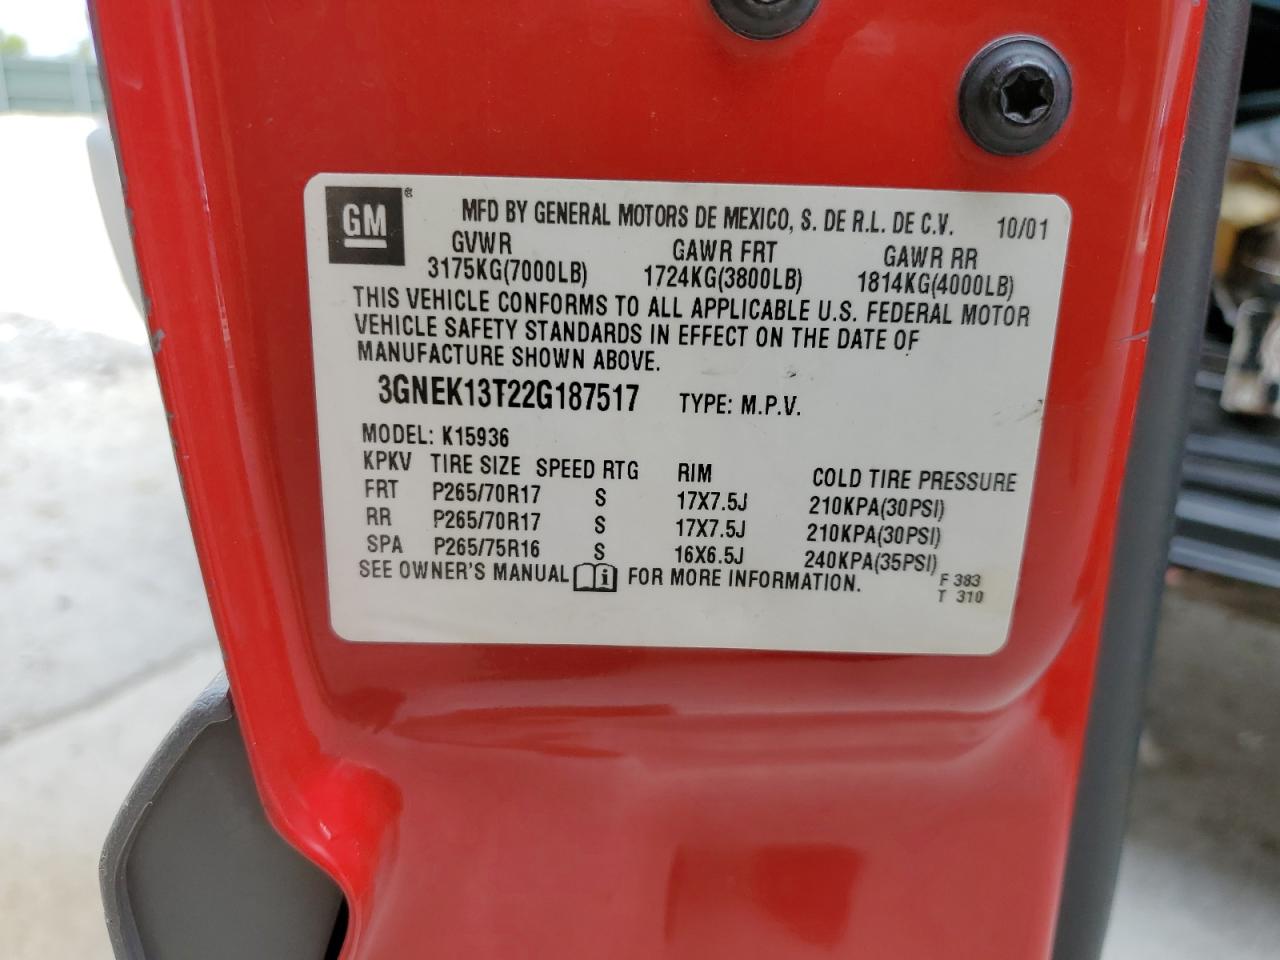 GM ® MFD BY GENERAL MOTORS DE MEXICO, S. DE R.L. DE C.V. 10/01
GVWR GAWR FRT GAWR RR
3175KG(7000LB) 1724KG(3800LB) 1814KG(4000LB)
THIS VEHICLE CONFORMS TO ALL APPLICABLE U.S. FEDERAL MOTOR
VEHICLE SAFETY STANDARDS IN EFFECT ON THE DATE OF
MANUFACTURE SHOWN ABOVE.
3GNEK13T22G187517 TYPE: M.P.V.
MODEL: K15936
KPKV TIRE SIZE SPEED RTG RIM COLD TIRE PRESSURE
FRT P265/70R17 S 17X7.5J 210KPA(30PSI)
RR P265/70R17 S 17X7.5J 210KPA(30PSI)
SPA P265/75R16 S 16X6.5J 240KPA(35PSI)
SEE OWNER'S MANUAL i FOR MORE INFORMATION.
F 383
T 310